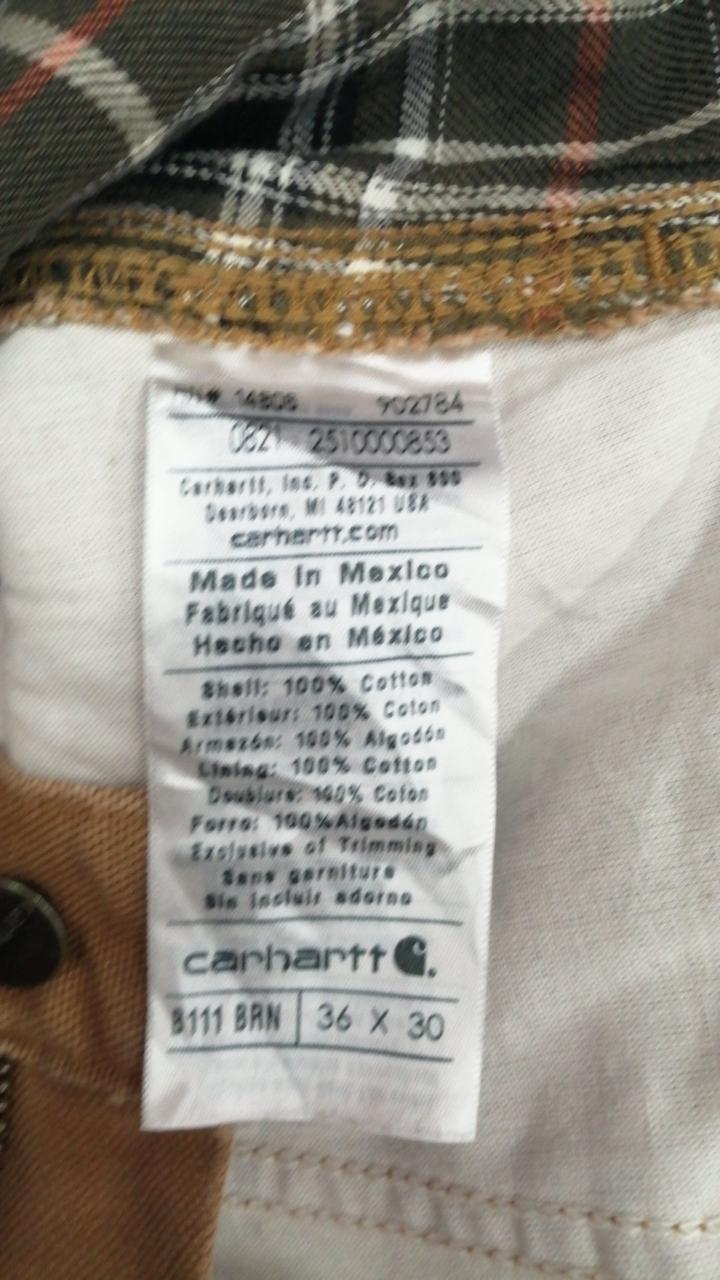 RN# 14806 902784
0821 2510000853
Carhartt, Inc. P. O. Box 600
Dearborn, MI 48121 USA
carhartt.com
Made in Mexico
Fabriqué au Mexique
Hecho en México
Shell: 100% Cotton
Extérieur: 100% Coton
Armazón: 100% Algodón
Lining: 100% Cotton
Doublure: 100% Coton
Forro: 100%Algodón
Exclusive of Trimming
Sans garniture
Sin incluir adorno
carhartt
B111 BRN 36 X 30